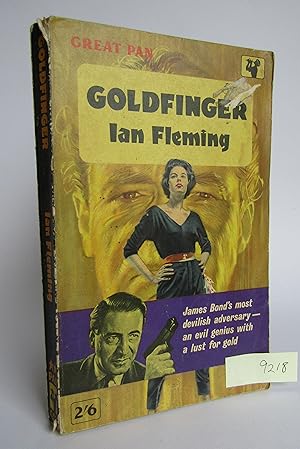 GREAT PAN
GOLDFINGER
Ian Fleming
James Bond's most
devilish adversary—
an evil genius with
a lust for gold
2'6
9218
GOLDFINGER
Ian Fleming